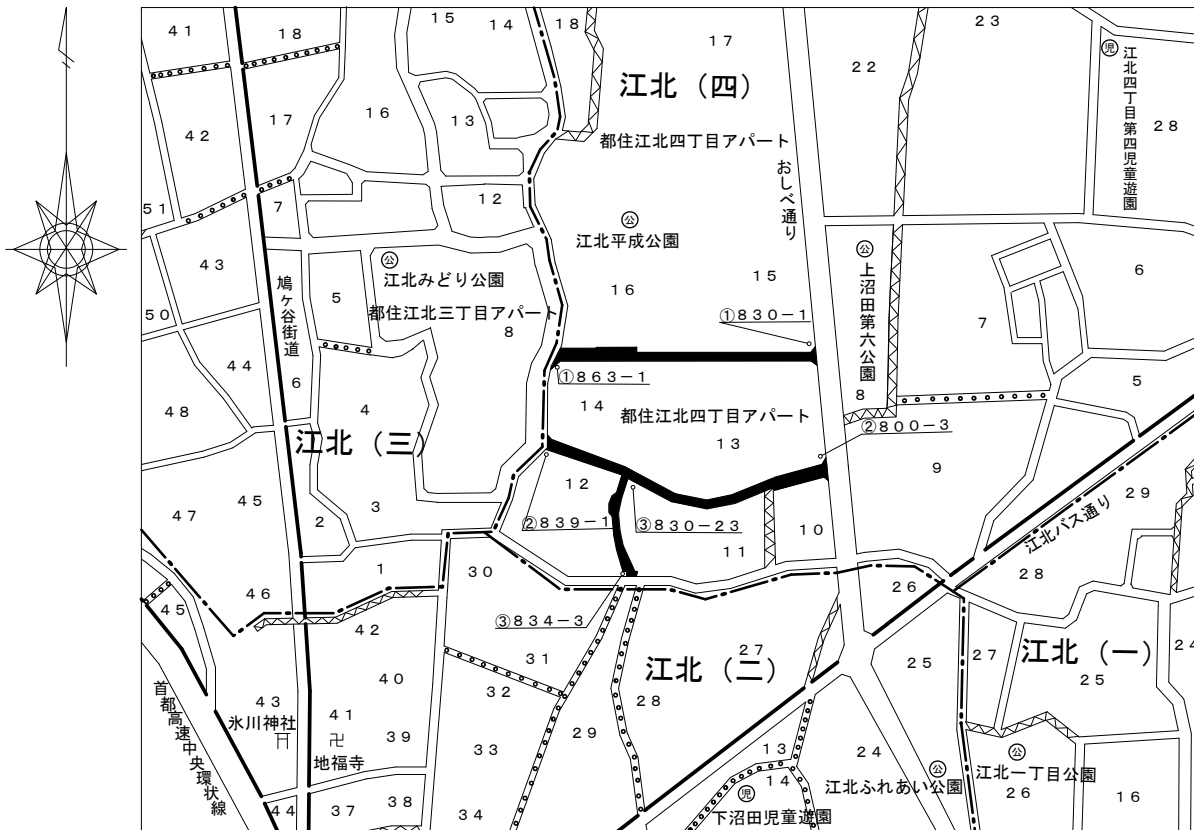 41
18
15
14
18
17
23
22
江北（四）
児
江北四丁目第四児童遊園
28
42
17
16
13
都住江北四丁目アパート
おしべ通り
51
7
12
公
江北平成公園
公
上沼田第六公園
6
43
公
江北みどり公園
5
都住江北三丁目アパート
8
16
15
7
鳩ヶ谷街道
50
①830-1
44
6
①863-1
5
48
4
14
都住江北四丁目アパート
8
13
②800-3
江北（三）
9
12
47
45
3
2
②839-1
③830-23
11
10
29
江北バス通り
1
30
26
28
46
45
42
③834-3
31
27
江北（二）
27
江北（一）
24
25
25
43
氷川神社
40
32
28
41
卍
地福寺
39
33
29
首都高速中央環状線
13
24
公
江北ふれあい公園
公
江北一丁目公園
26
16
14
児
下沼田児童遊園
44
37
38
34